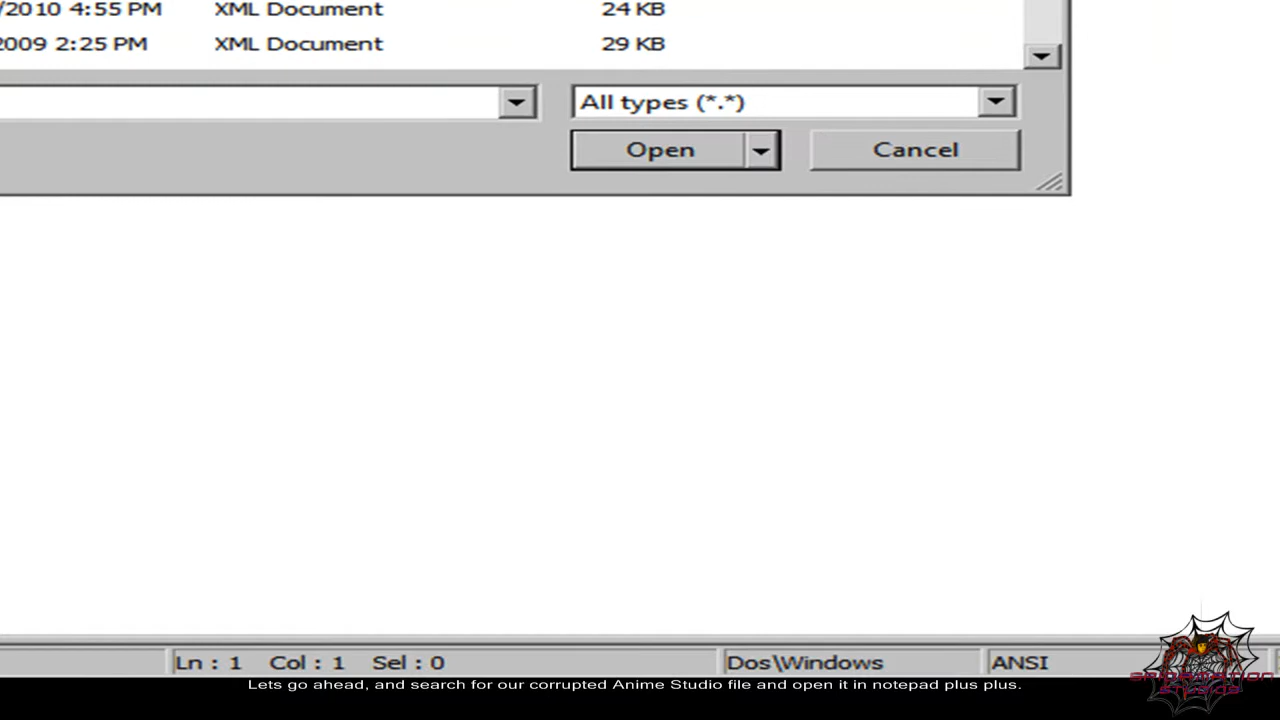 /2010 4:55 PM XML Document 24 KB
2009 2:25 PM XML Document 29 KB
All types (*.*)
Open Cancel
Ln : 1 Col : 1 Sel : 0 Dos\Windows ANSI
Lets go ahead, and search for our corrupted Anime Studio file and open it in notepad plus plus.
SPIDAMATION
STUDIOS